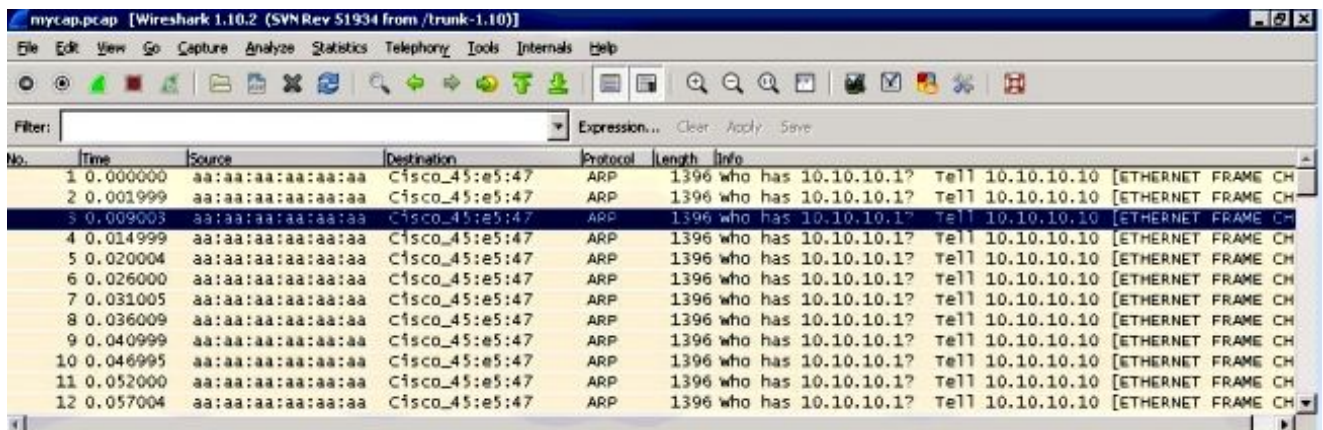 mycap.pcap [Wireshark 1.10.2 (SVN Rev 51934 from /trunk-1.10)]
File Edit View Go Capture Analyze Statistics Telephony Tools Internals Help
Filter: Expression... Clear Apply Save
No. Time Source Destination Protocol Length Info
1 0.000000 aa:aa:aa:aa:aa:aa Cisco_45:e5:47 ARP 1396 who has 10.10.10.1? Tell 10.10.10.10 [ETHERNET FRAME CH
2 0.001999 aa:aa:aa:aa:aa:aa Cisco_45:e5:47 ARP 1396 who has 10.10.10.1? Tell 10.10.10.10 [ETHERNET FRAME CH
3 0.009003 aa:aa:aa:aa:aa:aa Cisco_45:e5:47 ARP 1396 who has 10.10.10.1? Tell 10.10.10.10 [ETHERNET FRAME CH
4 0.014999 aa:aa:aa:aa:aa:aa Cisco_45:e5:47 ARP 1396 who has 10.10.10.1? Tell 10.10.10.10 [ETHERNET FRAME CH
5 0.020004 aa:aa:aa:aa:aa:aa Cisco_45:e5:47 ARP 1396 who has 10.10.10.1? Tell 10.10.10.10 [ETHERNET FRAME CH
6 0.026000 aa:aa:aa:aa:aa:aa Cisco_45:e5:47 ARP 1396 who has 10.10.10.1? Tell 10.10.10.10 [ETHERNET FRAME CH
7 0.031005 aa:aa:aa:aa:aa:aa Cisco_45:e5:47 ARP 1396 who has 10.10.10.1? Tell 10.10.10.10 [ETHERNET FRAME CH
8 0.036009 aa:aa:aa:aa:aa:aa Cisco_45:e5:47 ARP 1396 who has 10.10.10.1? Tell 10.10.10.10 [ETHERNET FRAME CH
9 0.040999 aa:aa:aa:aa:aa:aa Cisco_45:e5:47 ARP 1396 who has 10.10.10.1? Tell 10.10.10.10 [ETHERNET FRAME CH
10 0.046995 aa:aa:aa:aa:aa:aa Cisco_45:e5:47 ARP 1396 who has 10.10.10.1? Tell 10.10.10.10 [ETHERNET FRAME CH
11 0.052000 aa:aa:aa:aa:aa:aa Cisco_45:e5:47 ARP 1396 who has 10.10.10.1? Tell 10.10.10.10 [ETHERNET FRAME CH
12 0.057004 aa:aa:aa:aa:aa:aa Cisco_45:e5:47 ARP 1396 who has 10.10.10.1? Tell 10.10.10.10 [ETHERNET FRAME CH